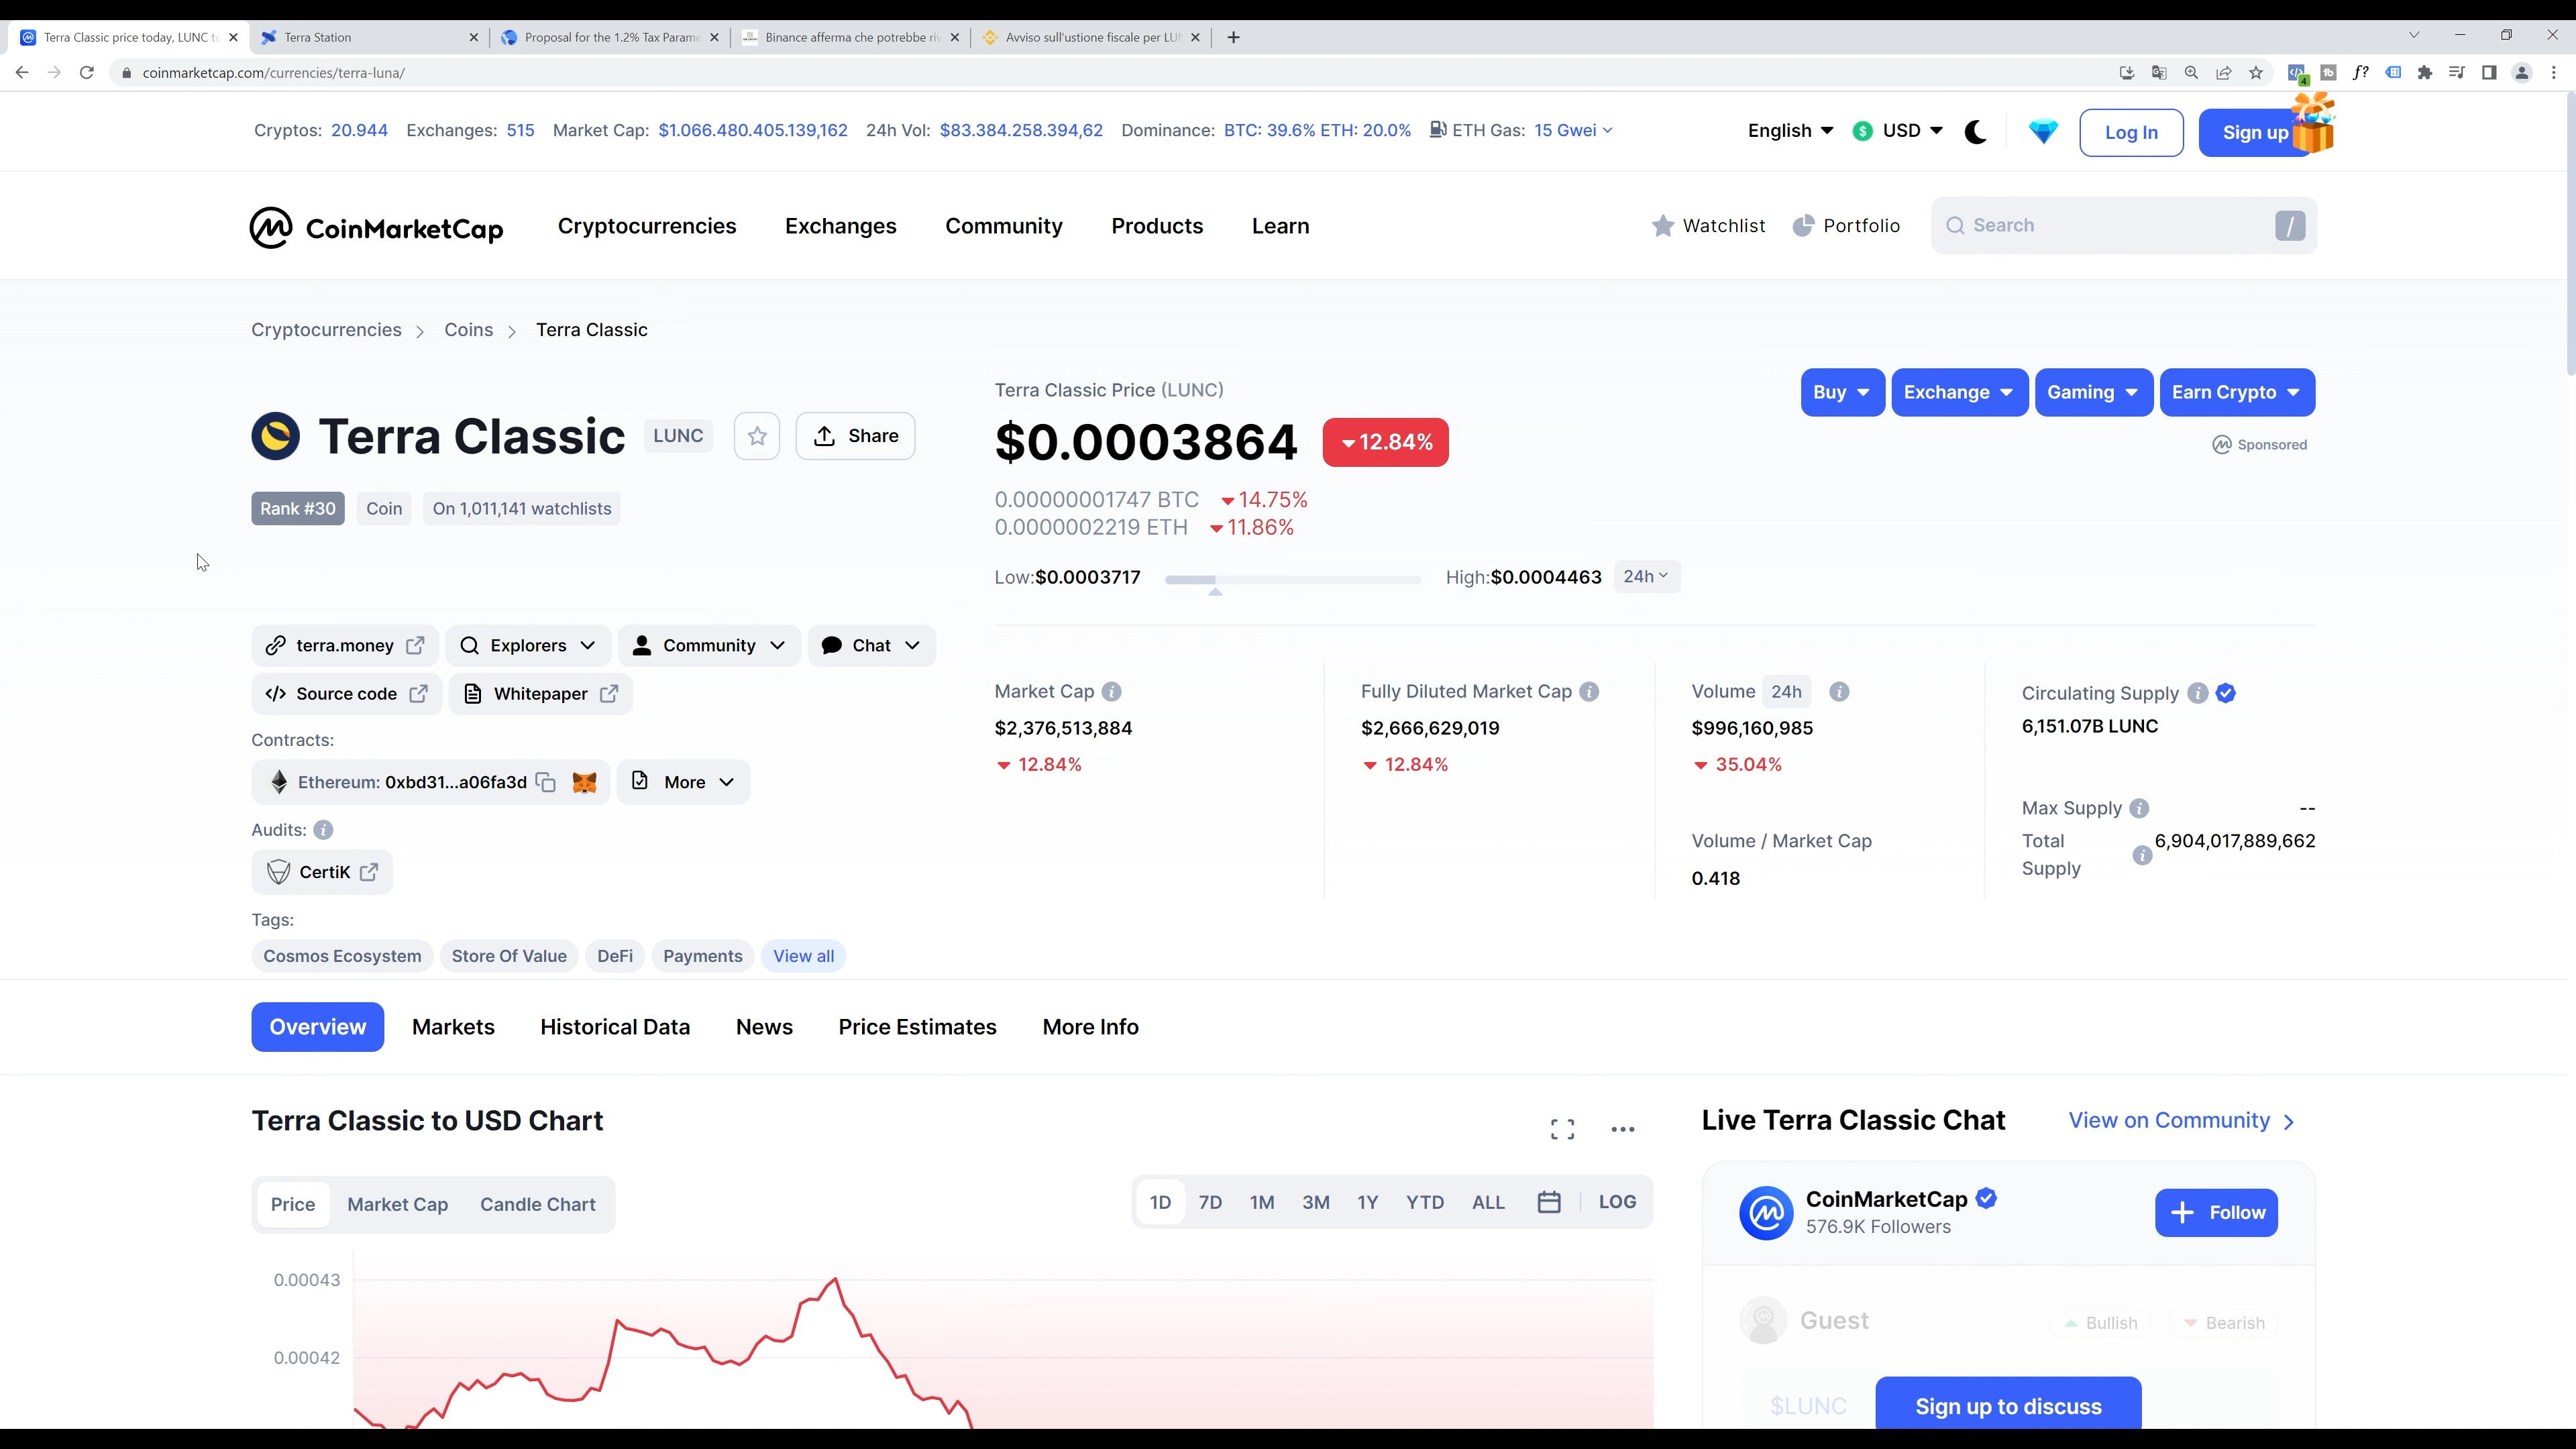 Terra Classic price today, LUNC to
Terra Station
Proposal for the 1.2% Tax Parame
Binance afferma che potrebbe riv
Avviso sull'ustione fiscale per LUN
coinmarketcap.com/currencies/terra-luna/
4
tb
f?
Cryptos: 20.944 Exchanges: 515 Market Cap: $1.066.480.405.139,162 24h Vol: $83.384.258.394,62 Dominance: BTC: 39.6% ETH: 20.0% ETH Gas: 15 Gwei
English
USD
Log In
Sign up
CoinMarketCap
Cryptocurrencies Exchanges Community Products Learn
Watchlist
Portfolio
Search
/
Cryptocurrencies > Coins > Terra Classic
Terra Classic LUNC
Share
Rank #30
Coin
On 1,011,141 watchlists
terra.money
Explorers
Community
Chat
Source code
Whitepaper
Contracts:
Ethereum: 0xbd31...a06fa3d
More
Audits:
CertiK
Tags:
Cosmos Ecosystem
Store Of Value
DeFi
Payments
View all
Terra Classic Price (LUNC)
$0.0003864
12.84%
0.00000001747 BTC 14.75%
0.0000002219 ETH 11.86%
Low:$0.0003717
High:$0.0004463
24h
Buy
Exchange
Gaming
Earn Crypto
Sponsored
Market Cap
$2,376,513,884
12.84%
Fully Diluted Market Cap
$2,666,629,019
12.84%
Volume 24h
$996,160,985
35.04%
Volume / Market Cap
0.418
Circulating Supply
6,151.07B LUNC
Max Supply --
Total Supply 6,904,017,889,662
Overview
Markets
Historical Data
News
Price Estimates
More Info
Terra Classic to USD Chart
Price
Market Cap
Candle Chart
1D 7D 1M 3M 1Y YTD ALL LOG
0.00043
0.00042
Live Terra Classic Chat
View on Community >
CoinMarketCap
576.9K Followers
+ Follow
Guest
Bullish
Bearish
$LUNC
Sign up to discuss